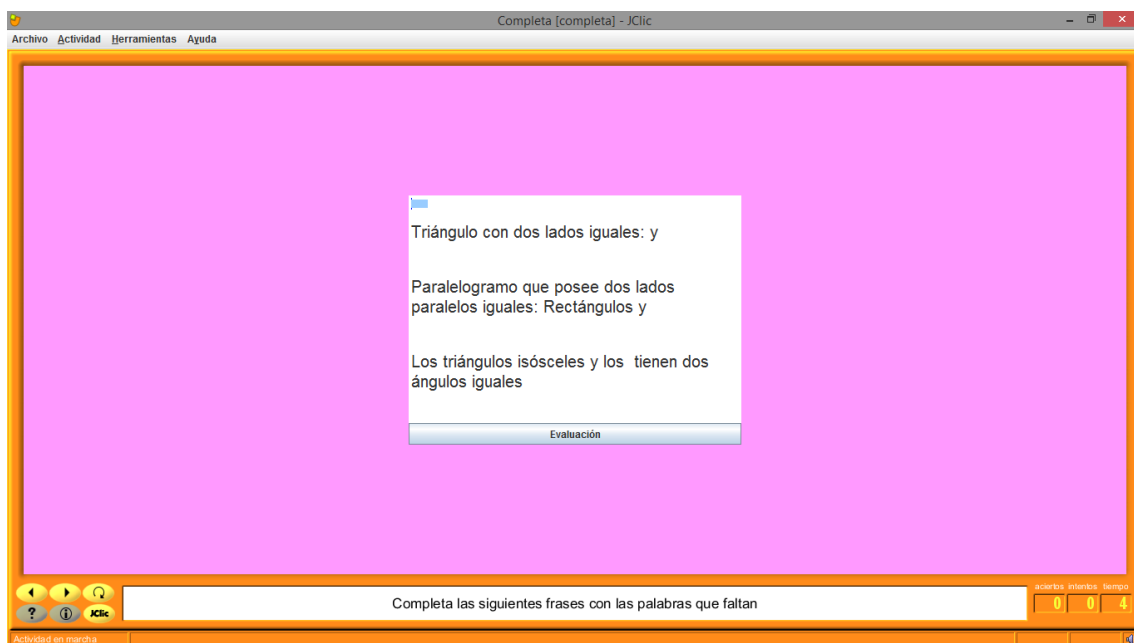 Completa [completa] - JClic
Archivo Actividad Herramientas Ayuda
Triángulo con dos lados iguales: y
Paralelogramo que posee dos lados
paralelos iguales: Rectángulos y
Los triángulos isósceles y los  tienen dos
ángulos iguales
Evaluación
Completa las siguientes frases con las palabras que faltan
aciertos intentos tiempo
0 0 4
? i JClic
Actividad en marcha